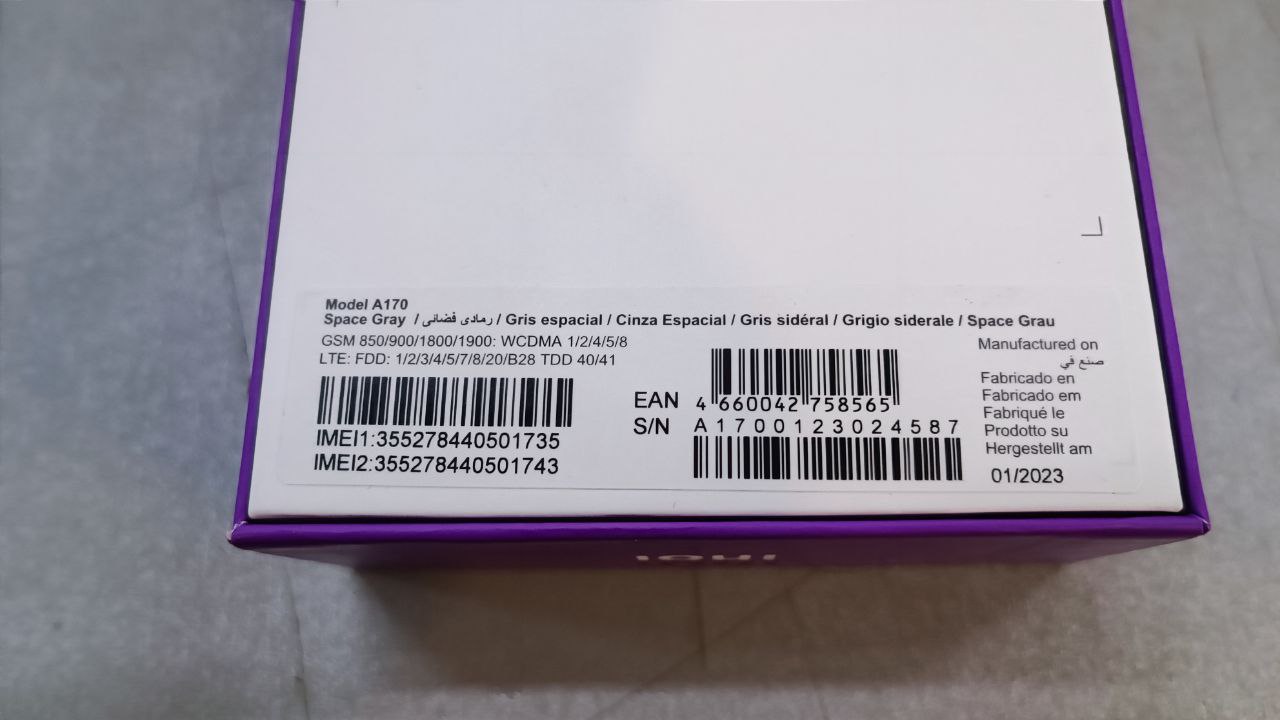 Model A170
Space Gray / رمادی فضائی / Gris espacial / Cinza Espacial / Gris sidéral / Grigio siderale / Space Grau
GSM 850/900/1800/1900: WCDMA 1/2/4/5/8
LTE: FDD: 1/2/3/4/5/7/8/20/B28 TDD 40/41
IMEI1:355278440501735
IMEI2:355278440501743
EAN 4 660042 758565
S/N A1700123024587
Manufactured on
صنع في
Fabricado en
Fabricado em
Fabriqué le
Prodotto su
Hergestellt am
01/2023